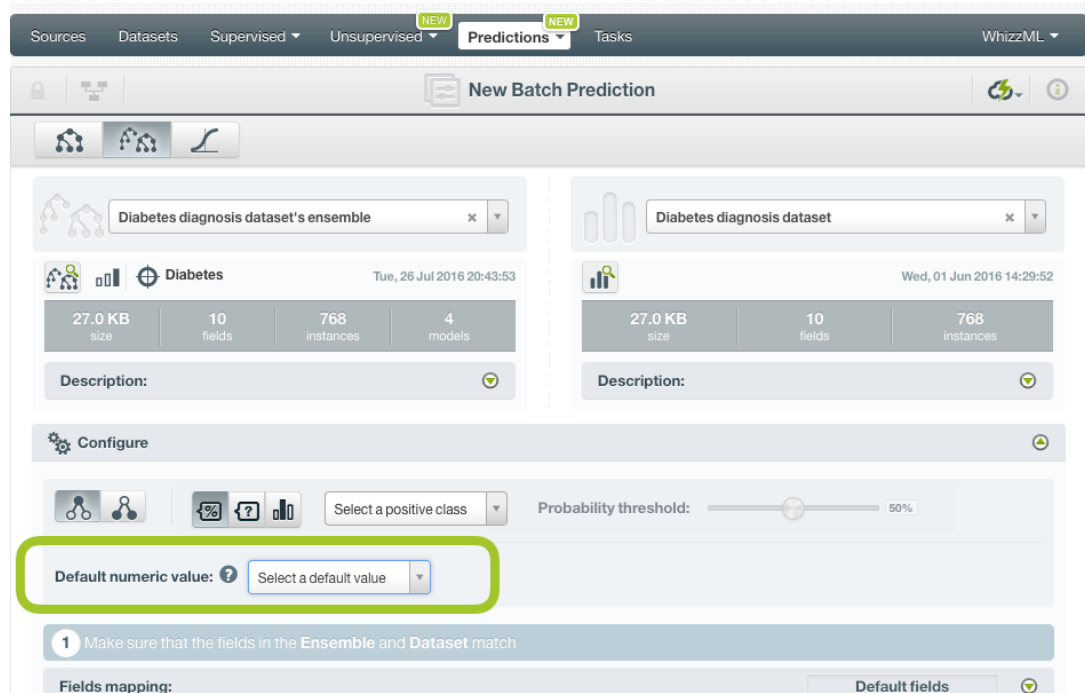 NEW NEW
Sources Datasets Supervised Unsupervised Predictions Tasks WhizzML
New Batch Prediction
Diabetes diagnosis dataset's ensemble × Diabetes diagnosis dataset ×
Diabetes Tue, 26 Jul 2016 20:43:53 Wed, 01 Jun 2016 14:29:52
27.0 KB 10 768 4 27.0 KB 10 768
size fields instances models size fields instances
Description: Description:
Configure
% ? Select a positive class Probability threshold: 50%
Default numeric value: ? Select a default value
1 Make sure that the fields in the Ensemble and Dataset match
Fields mapping: Default fields